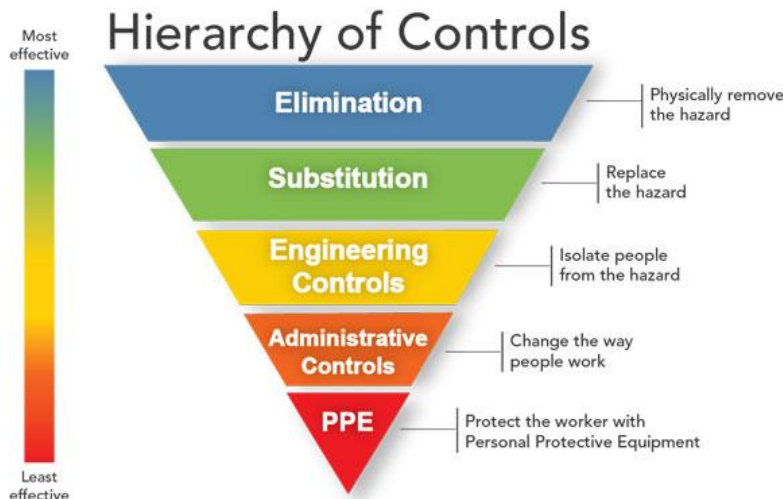 Hierarchy of Controls
Most
effective
Elimination
Physically remove
the hazard
Substitution
Replace
the hazard
Engineering
Controls
Isolate people
from the hazard
Administrative
Controls
Change the way
people work
PPE
Protect the worker with
Personal Protective Equipment
Least
effective